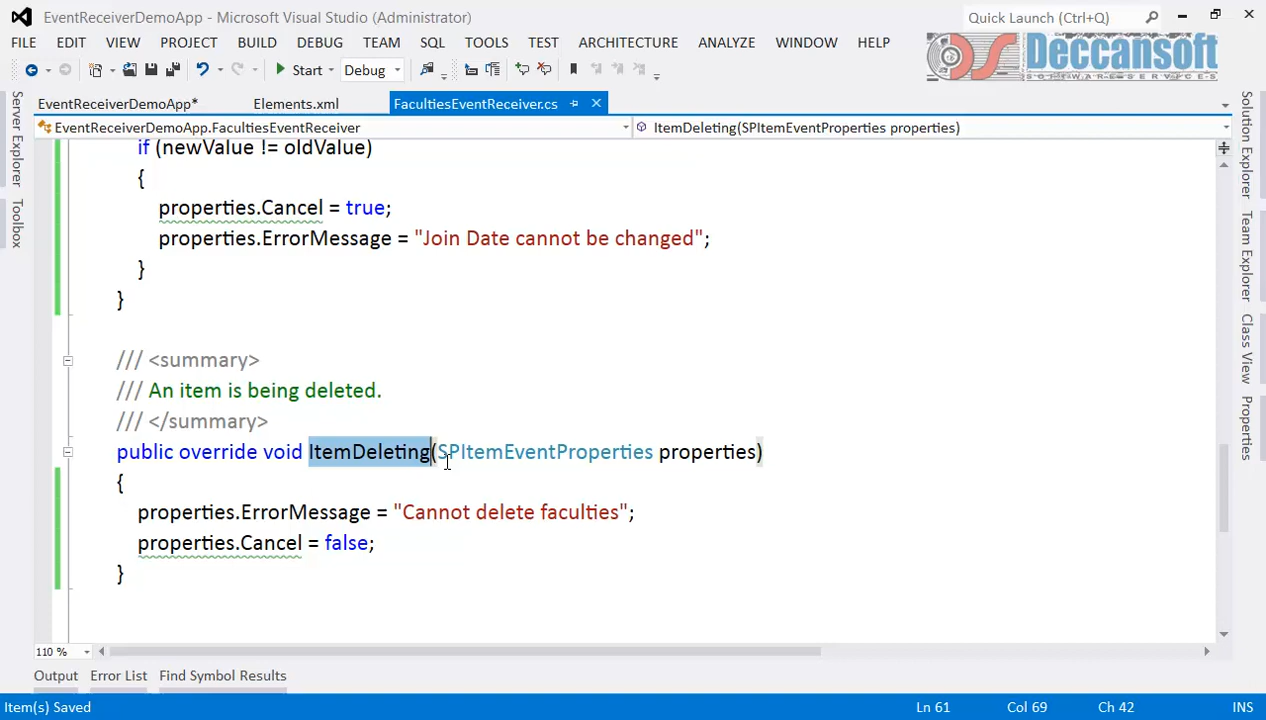 EventReceiverDemoApp - Microsoft Visual Studio (Administrator)
Quick Launch (Ctrl+Q)
FILE EDIT VIEW PROJECT BUILD DEBUG TEAM SQL TOOLS TEST ARCHITECTURE ANALYZE WINDOW HELP
Start Debug
Deccansoft
SOFTWARE SERVICES
EventReceiverDemoApp* Elements.xml FacultiesEventReceiver.cs
EventReceiverDemoApp.FacultiesEventReceiver ItemDeleting(SPItemEventProperties properties)
Server Explorer
Toolbox
if (newValue != oldValue)
{
properties.Cancel = true;
properties.ErrorMessage = "Join Date cannot be changed";
}
}
/// <summary>
/// An item is being deleted.
/// </summary>
public override void ItemDeleting(SPItemEventProperties properties)
{
properties.ErrorMessage = "Cannot delete faculties";
properties.Cancel = false;
}
Solution Explorer
Team Explorer
Class View
Properties
110 %
Output Error List Find Symbol Results
Item(s) Saved Ln 61 Col 69 Ch 42 INS